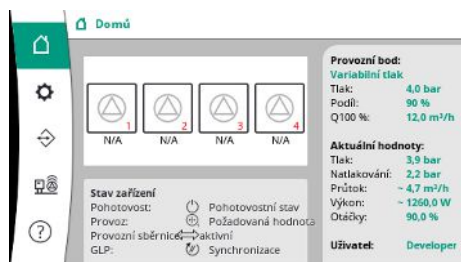 Domů
1
2
3
4
N/A
N/A
N/A
N/A
Stav zařízení
Pohotovost: Pohotovostní stav
Provoz: Požadovaná hodnota
Provozní sběrnice aktivní
GLP: Synchronizace
Provozní bod:
Variabilní tlak
Tlak: 4,0 bar
Podíl: 90 %
Q100 %: 12,0 m³/h
Aktuální hodnoty:
Tlak: 3,9 bar
Natlakování: 2,2 bar
Průtok: ~ 4,7 m³/h
Výkon: ~ 1260,0 W
Otáčky: 90,0 %
Uživatel: Developer